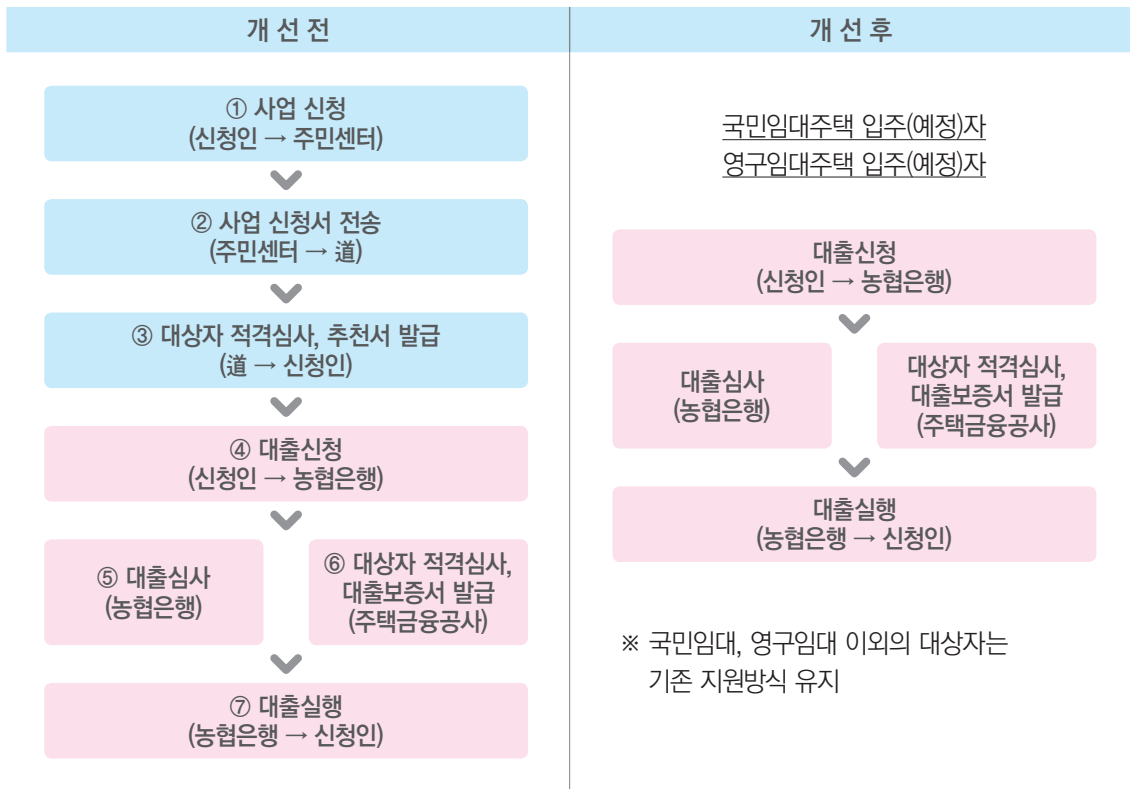 개 선 전
① 사업 신청
(신청인 → 주민센터)
② 사업 신청서 전송
(주민센터 → 道)
③ 대상자 적격심사, 추천서 발급
(道 → 신청인)
④ 대출신청
(신청인 → 농협은행)
⑤ 대출심사
(농협은행)
⑥ 대상자 적격심사,
대출보증서 발급
(주택금융공사)
⑦ 대출실행
(농협은행 → 신청인)
개 선 후
국민임대주택 입주(예정)자
영구임대주택 입주(예정)자
대출신청
(신청인 → 농협은행)
대출심사
(농협은행)
대상자 적격심사,
대출보증서 발급
(주택금융공사)
대출실행
(농협은행 → 신청인)
※ 국민임대, 영구임대 이외의 대상자는
기존 지원방식 유지